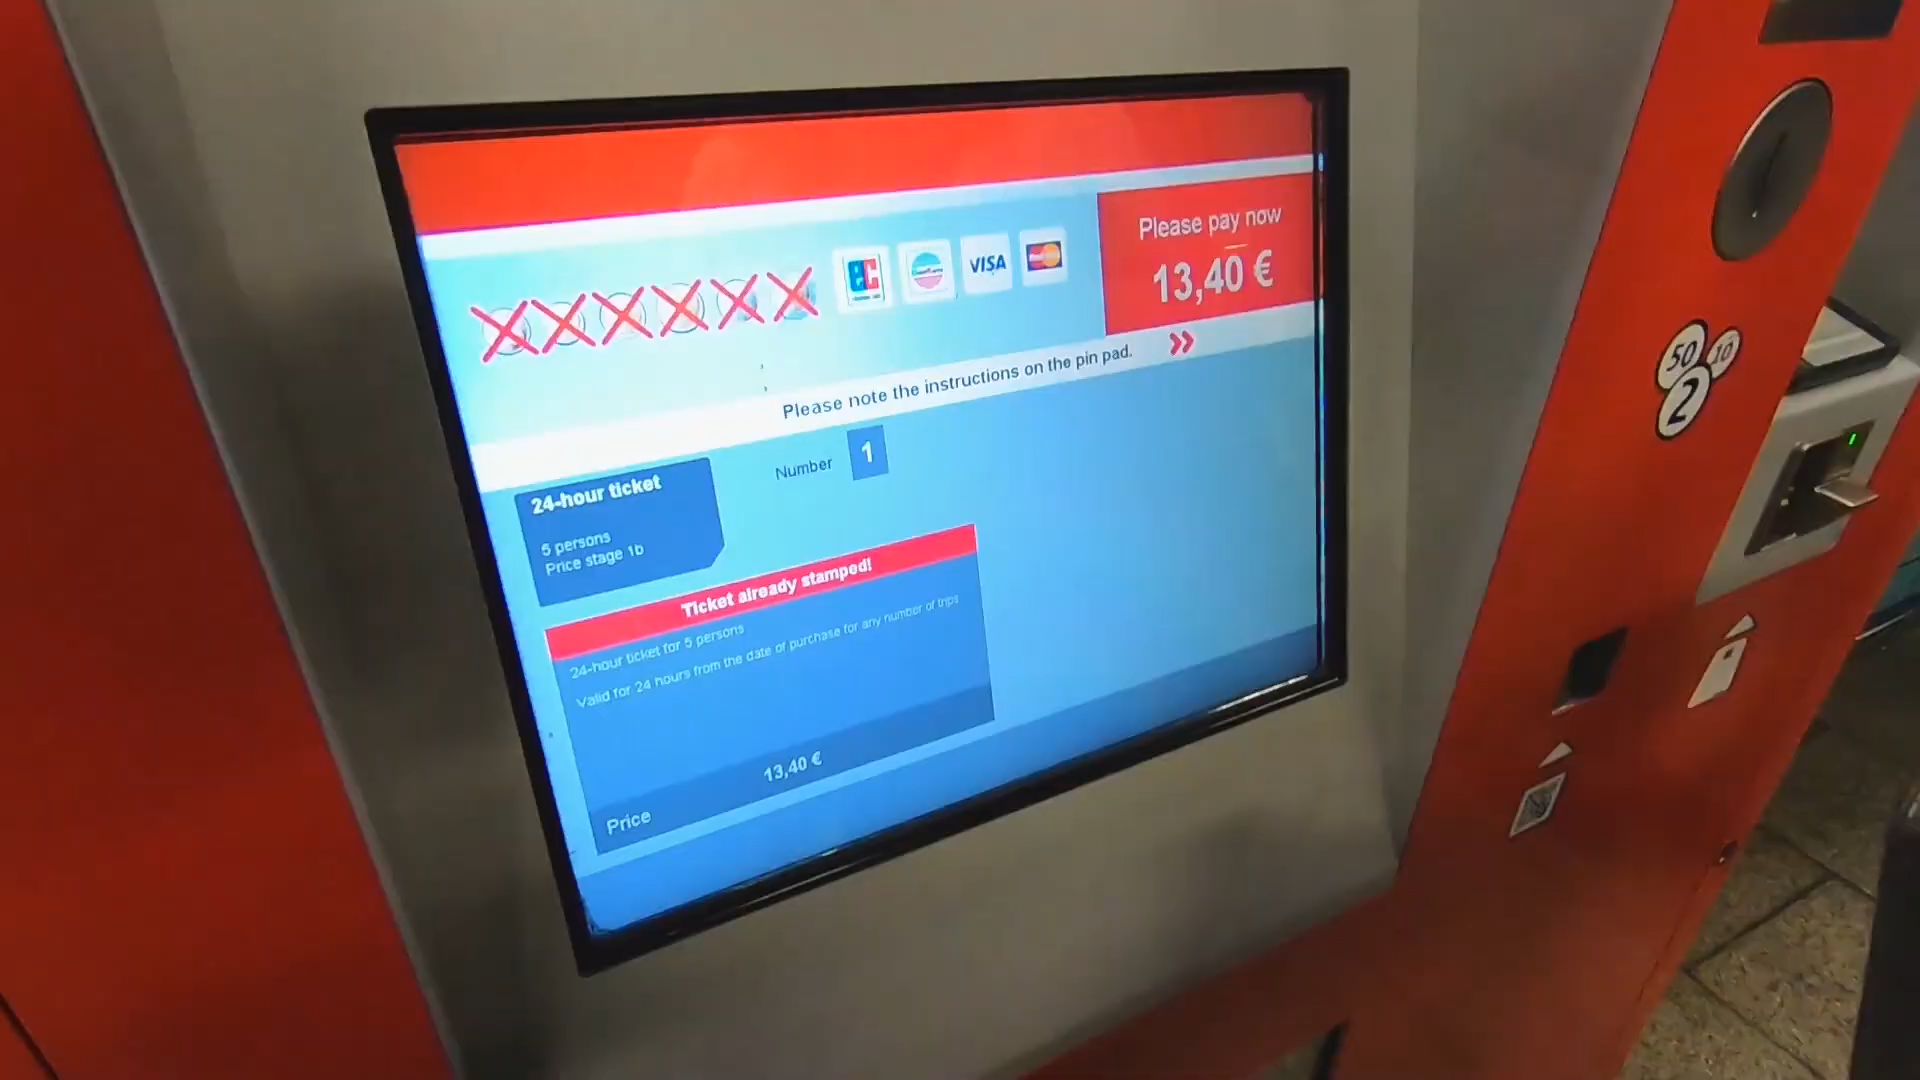 Please pay now
13,40 €
ec
VISA
MasterCard
Please note the instructions on the pin pad.
24-hour ticket
5 persons
Price stage 1b
Number 1
Ticket already stamped!
24-hour ticket for 5 persons
Valid for 24 hours from the date of purchase for any number of trips
Price 13,40 €
50
10
2